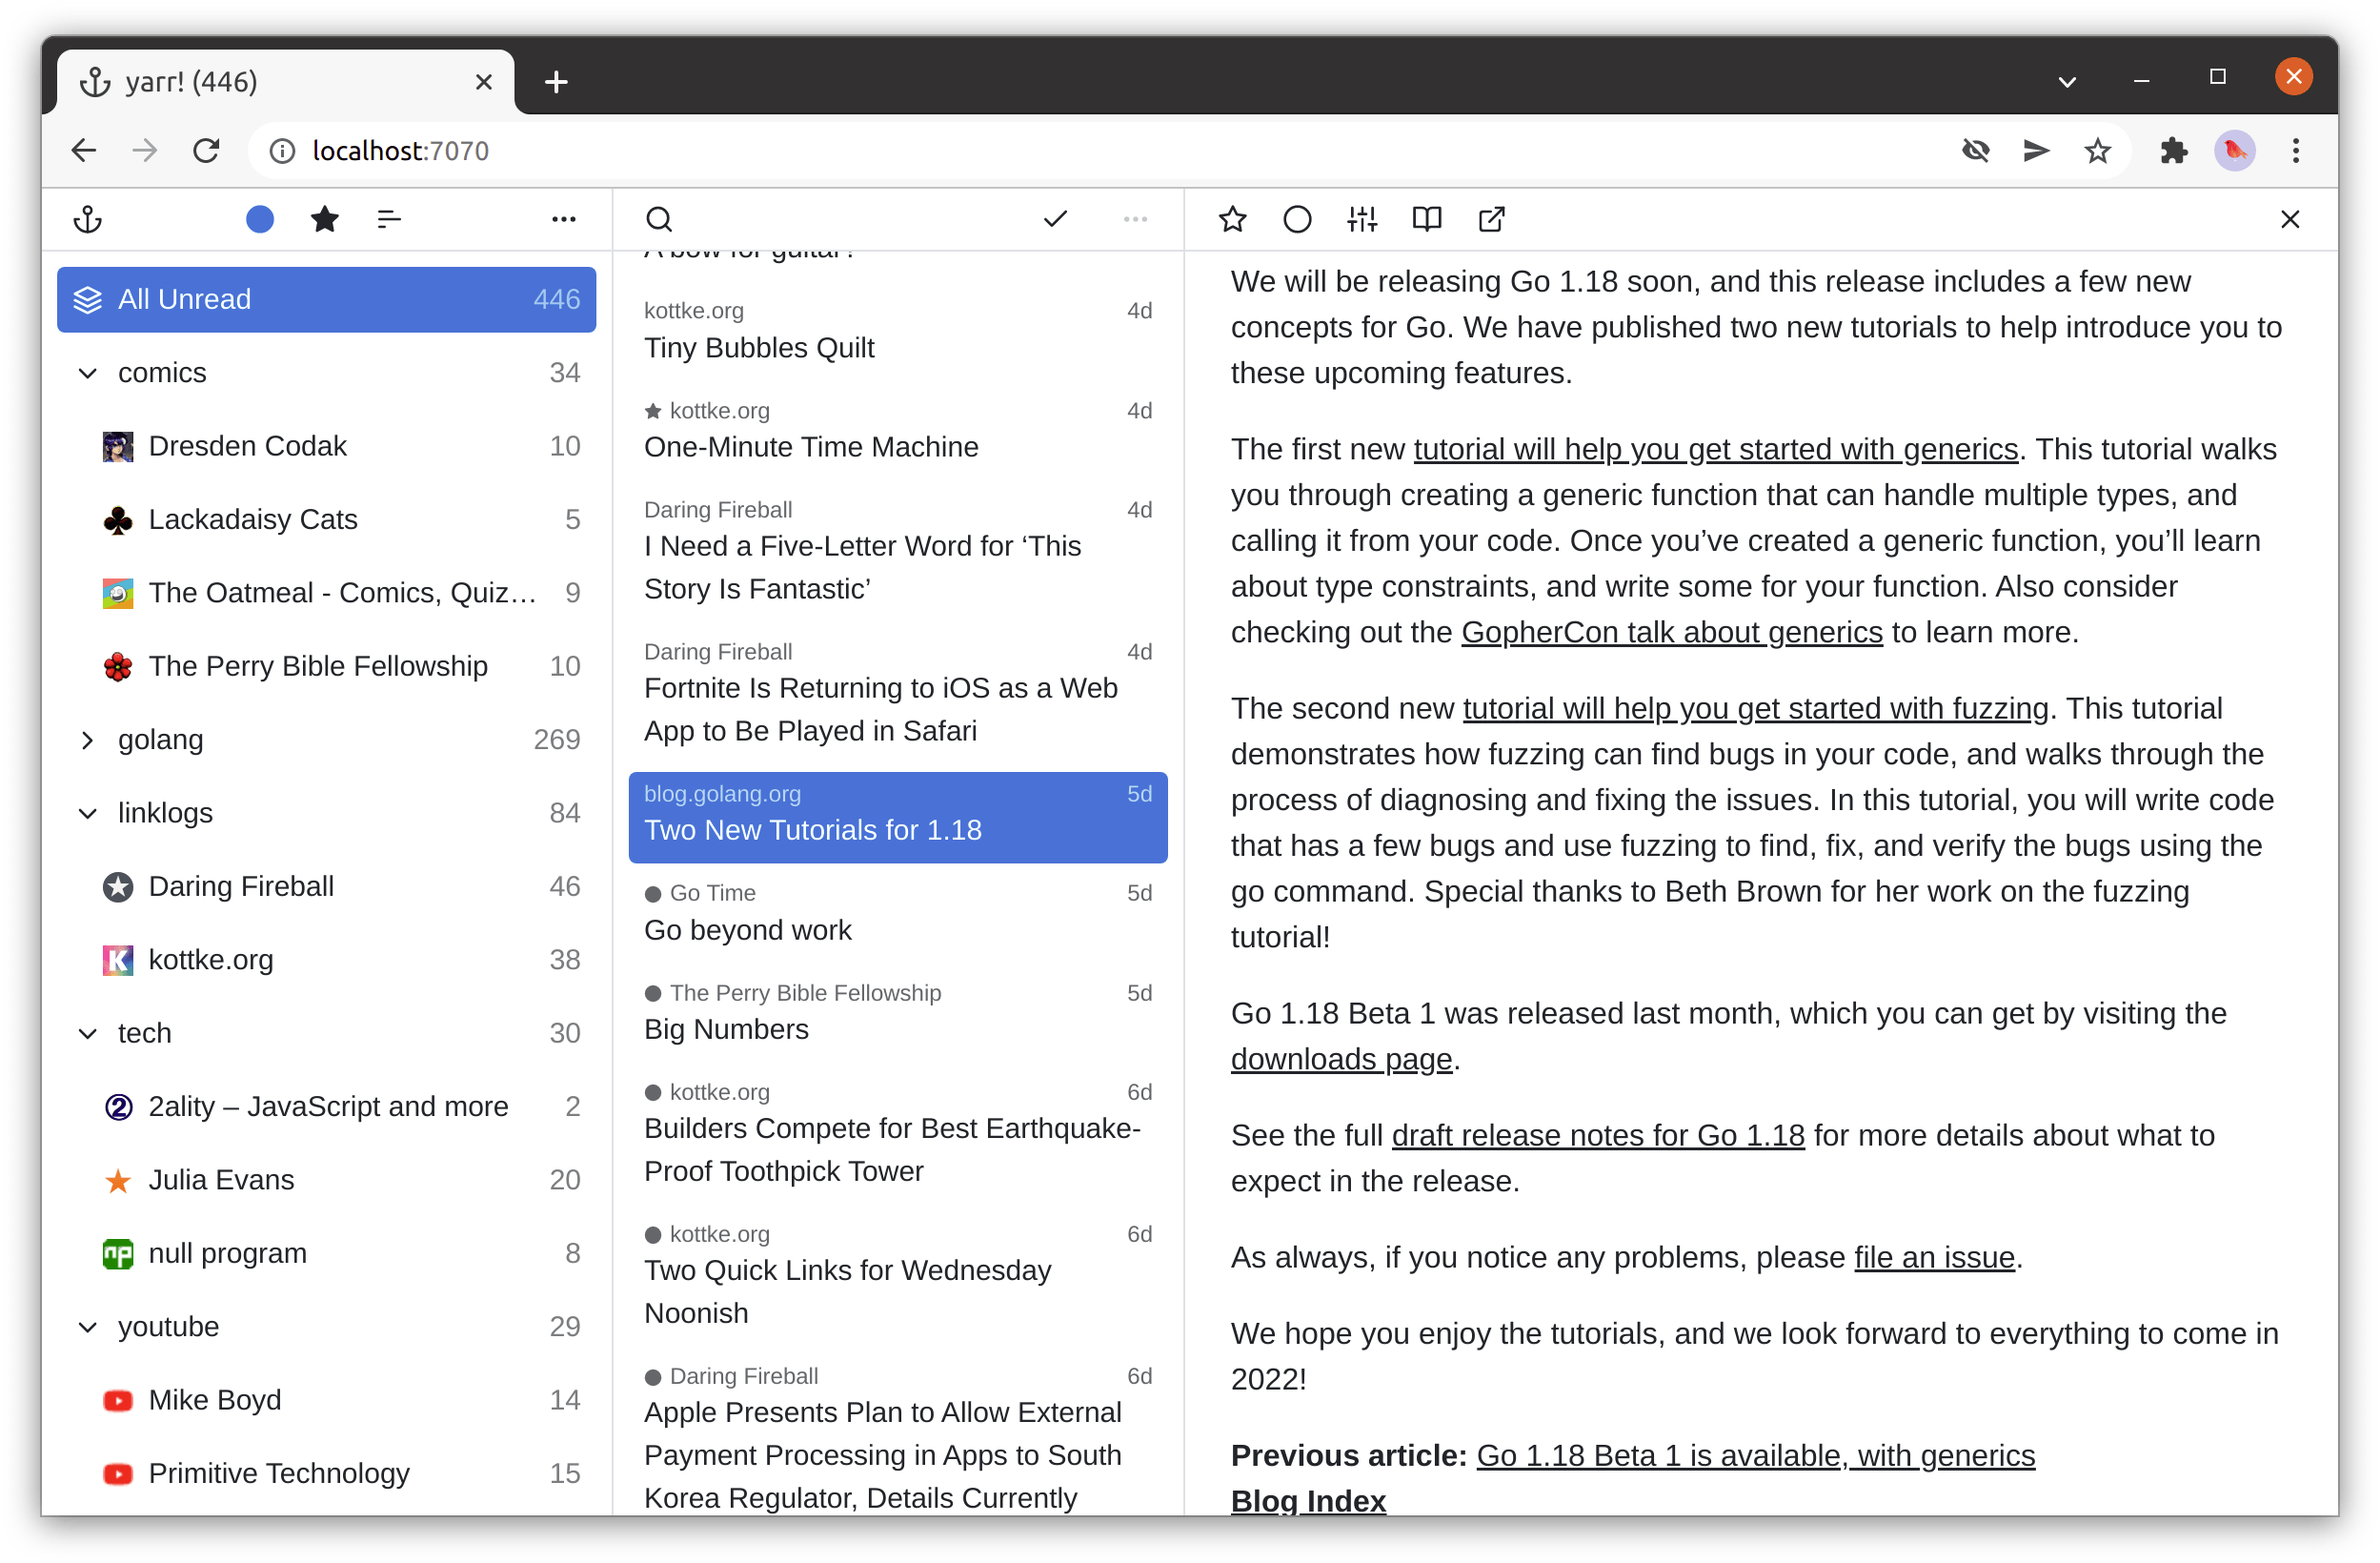 yarr! (446)
localhost:7070
All Unread 446
comics 34
Dresden Codak 10
Lackadaisy Cats 5
The Oatmeal - Comics, Quiz… 9
The Perry Bible Fellowship 10
golang 269
linklogs 84
Daring Fireball 46
kottke.org 38
tech 30
2ality – JavaScript and more 2
Julia Evans 20
null program 8
youtube 29
Mike Boyd 14
Primitive Technology 15
A bow for guitar?
kottke.org 4d
Tiny Bubbles Quilt
kottke.org 4d
One-Minute Time Machine
Daring Fireball 4d
I Need a Five-Letter Word for ‘This
Story Is Fantastic’
Daring Fireball 4d
Fortnite Is Returning to iOS as a Web
App to Be Played in Safari
blog.golang.org 5d
Two New Tutorials for 1.18
Go Time 5d
Go beyond work
The Perry Bible Fellowship 5d
Big Numbers
kottke.org 6d
Builders Compete for Best Earthquake-
Proof Toothpick Tower
kottke.org 6d
Two Quick Links for Wednesday
Noonish
Daring Fireball 6d
Apple Presents Plan to Allow External
Payment Processing in Apps to South
Korea Regulator, Details Currently
We will be releasing Go 1.18 soon, and this release includes a few new
concepts for Go. We have published two new tutorials to help introduce you to
these upcoming features.
The first new tutorial will help you get started with generics. This tutorial walks
you through creating a generic function that can handle multiple types, and
calling it from your code. Once you’ve created a generic function, you’ll learn
about type constraints, and write some for your function. Also consider
checking out the GopherCon talk about generics to learn more.
The second new tutorial will help you get started with fuzzing. This tutorial
demonstrates how fuzzing can find bugs in your code, and walks through the
process of diagnosing and fixing the issues. In this tutorial, you will write code
that has a few bugs and use fuzzing to find, fix, and verify the bugs using the
go command. Special thanks to Beth Brown for her work on the fuzzing
tutorial!
Go 1.18 Beta 1 was released last month, which you can get by visiting the
downloads page.
See the full draft release notes for Go 1.18 for more details about what to
expect in the release.
As always, if you notice any problems, please file an issue.
We hope you enjoy the tutorials, and we look forward to everything to come in
2022!
Previous article: Go 1.18 Beta 1 is available, with generics
Blog Index